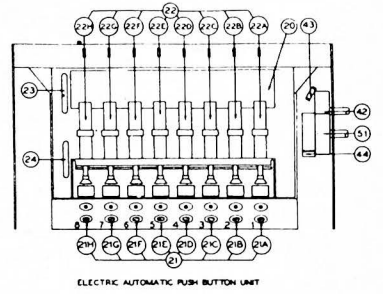 22
22H 22G 22F 22E 22D 22C 22B 22A 20 43
23
42
51
24 44
8 7 6 5 4 3 2 1
21H 21G 21F 21E 21D 21C 21B 21A
21
ELECTRIC AUTOMATIC PUSH BUTTON UNIT